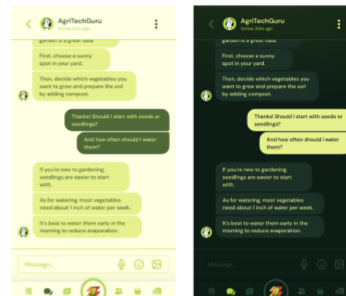 AgriTechGuru
Active 20m ago
garden is a great idea.
First, choose a sunny
spot in your yard.
Then, decide which vegetables you
want to grow and prepare the soil
by adding compost.
Thanks! Should I start with seeds or
seedlings?
And how often should I water
them?
If you're new to gardening,
seedlings are easier to start
with.
As for watering, most vegetables
need about 1 inch of water per week.
It's best to water them early in the
morning to reduce evaporation.
Message...
AgriTechGuru
Active 20m ago
garden is a great idea.
First, choose a sunny
spot in your yard.
Then, decide which vegetables you
want to grow and prepare the soil
by adding compost.
Thanks! Should I start with seeds or
seedlings?
And how often should I water
them?
If you're new to gardening,
seedlings are easier to start
with.
As for watering, most vegetables
need about 1 inch of water per week.
It's best to water them early in the
morning to reduce evaporation.
Message...